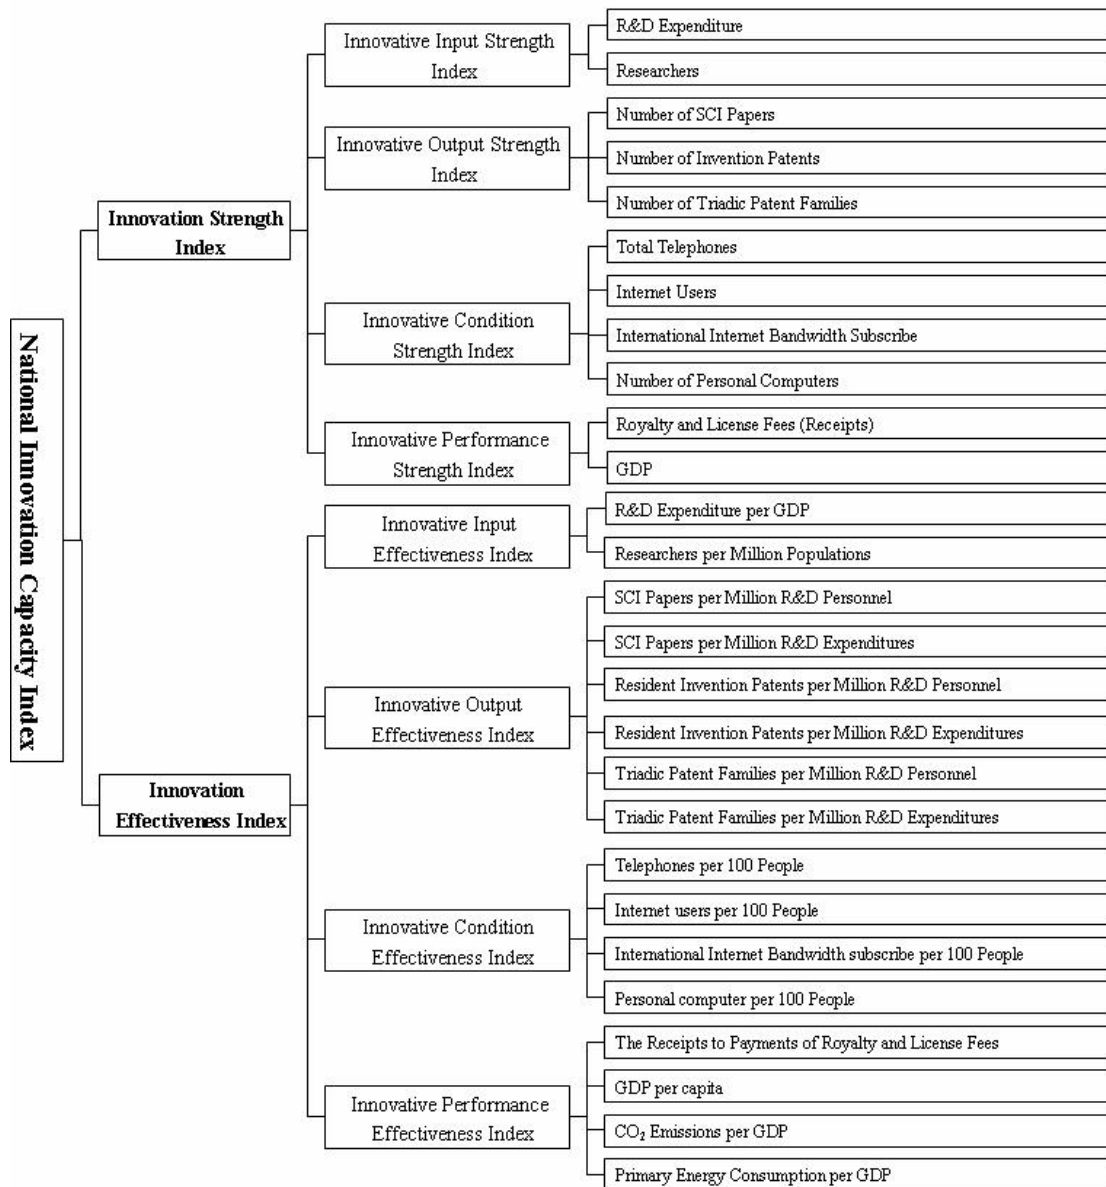 National Innovation Capacity Index
Innovation Strength
Index
Innovative Input Strength
Index
R&D Expenditure
Researchers
Innovative Output Strength
Index
Number of SCI Papers
Number of Invention Patents
Number of Triadic Patent Families
Innovative Condition
Strength Index
Total Telephones
Internet Users
International Internet Bandwidth Subscribe
Number of Personal Computers
Innovative Performance
Strength Index
Royalty and License Fees (Receipts)
GDP
Innovation
Effectiveness Index
Innovative Input
Effectiveness Index
R&D Expenditure per GDP
Researchers per Million Populations
Innovative Output
Effectiveness Index
SCI Papers per Million R&D Personnel
SCI Papers per Million R&D Expenditures
Resident Invention Patents per Million R&D Personnel
Resident Invention Patents per Million R&D Expenditures
Triadic Patent Families per Million R&D Personnel
Triadic Patent Families per Million R&D Expenditures
Innovative Condition
Effectiveness Index
Telephones per 100 People
Internet users per 100 People
International Internet Bandwidth subscribe per 100 People
Personal computer per 100 People
Innovative Performance
Effectiveness Index
The Receipts to Payments of Royalty and License Fees
GDP per capita
CO₂ Emissions per GDP
Primary Energy Consumption per GDP